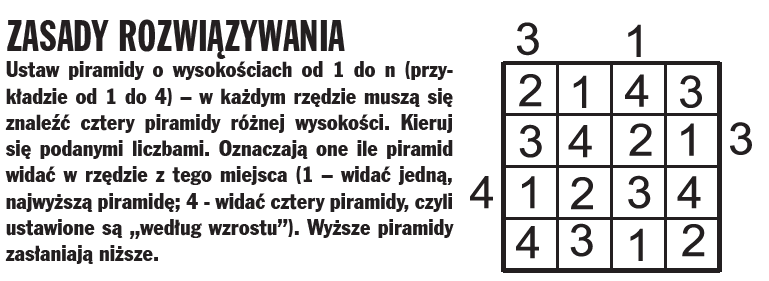 ZASADY ROZWIĄZYWANIA
Ustaw piramidy o wysokościach od 1 do n (przy-
kładzie od 1 do 4) – w każdym rzędzie muszą się
znaleźć cztery piramidy różnej wysokości. Kieruj
się podanymi liczbami. Oznaczają one ile piramid
widać w rzędzie z tego miejsca (1 – widać jedną,
najwyższą piramidę; 4 - widać cztery piramidy, czyli
ustawione są „według wzrostu”). Wyższe piramidy
zasłaniają niższe.
3 1
2 1 4 3
3 4 2 1 3
4 1 2 3 4
4 3 1 2